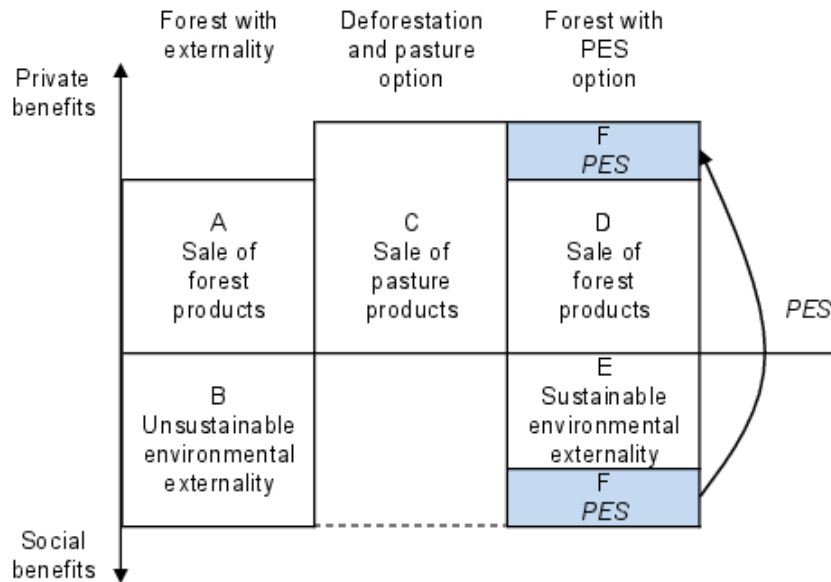 Forest with
externality
Deforestation
and pasture
option
Forest with
PES
option
Private
benefits
F
PES
A
Sale of
forest
products
C
Sale of
pasture
products
D
Sale of
forest
products
PES
B
Unsustainable
environmental
externality
E
Sustainable
environmental
externality
F
PES
Social
benefits